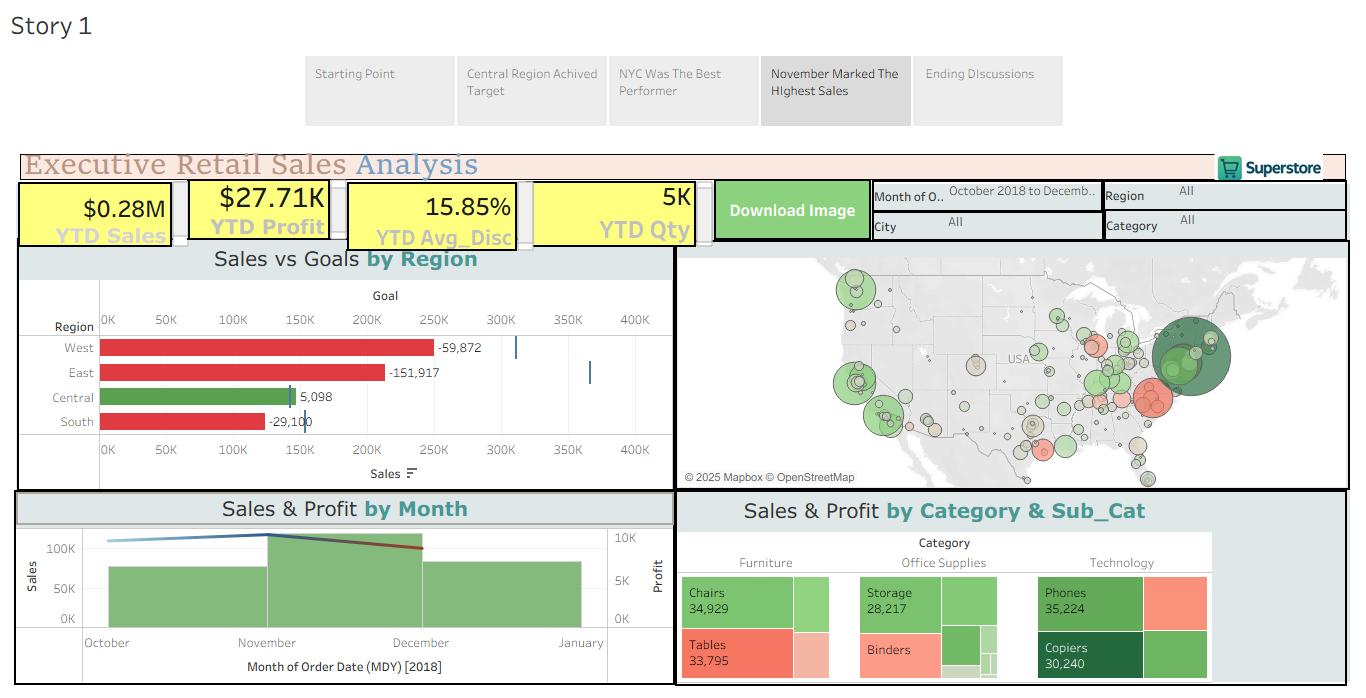 Story 1
Starting Point
Central Region Achived
Target
NYC Was The Best
Performer
November Marked The
HIghest Sales
Ending DIscussions
Executive Retail Sales Analysis
Superstore
$0.28M
YTD Sales
$27.71K
YTD Profit
15.85%
YTD Avg_Disc
5K
YTD Qty
Download Image
Month of O.. October 2018 to Decemb..
Region All
City All
Category All
Sales vs Goals by Region
Goal
Region
0K 50K 100K 150K 200K 250K 300K 350K 400K
West -59,872
East -151,917
Central 5,098
South -29,100
0K 50K 100K 150K 200K 250K 300K 350K 400K
Sales
USA
© 2025 Mapbox © OpenStreetMap
Sales & Profit by Month
Sales
100K
50K
0K
10K
5K
0K
Profit
October November December January
Month of Order Date (MDY) [2018]
Sales & Profit by Category & Sub_Cat
Category
Furniture Office Supplies Technology
Chairs
34,929
Tables
33,795
Storage
28,217
Binders
Phones
35,224
Copiers
30,240